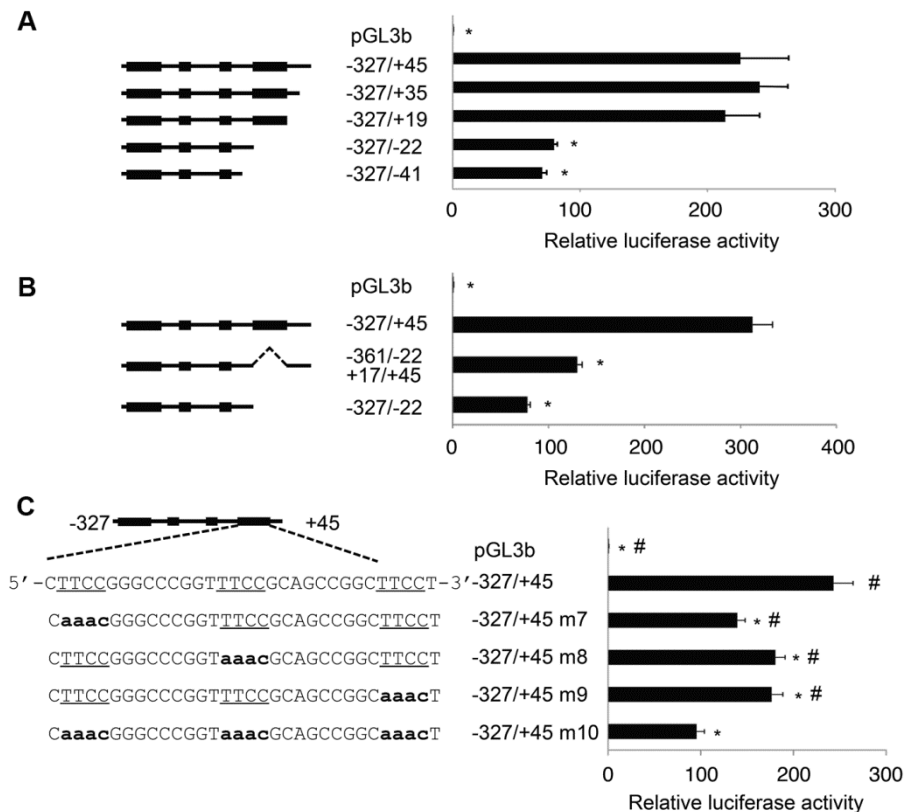 A
pGL3b
*
-327/+45
-327/+35
-327/+19
-327/-22
*
-327/-41
*
0 100 200 300
Relative luciferase activity
B
pGL3b
*
-327/+45
-361/-22
+17/+45
*
-327/-22
*
0 100 200 300 400
Relative luciferase activity
C
-327 +45
pGL3b
* #
5'-CTTCCGGGCCCGGTTTCCGCAGCCGGCTTCCT-3'
-327/+45
#
CaaacGGGCCCGGTTTCCGCAGCCGGCTTCCT
-327/+45 m7
* #
CTTCCGGGCCCGGTaaacGCAGCCGGCTTCCT
-327/+45 m8
* #
CTTCCGGGCCCGGTTTCCGCAGCCGGCaaacT
-327/+45 m9
* #
CaaacGGGCCCGGTaaacGCAGCCGGCaaacT
-327/+45 m10
*
0 100 200 300
Relative luciferase activity